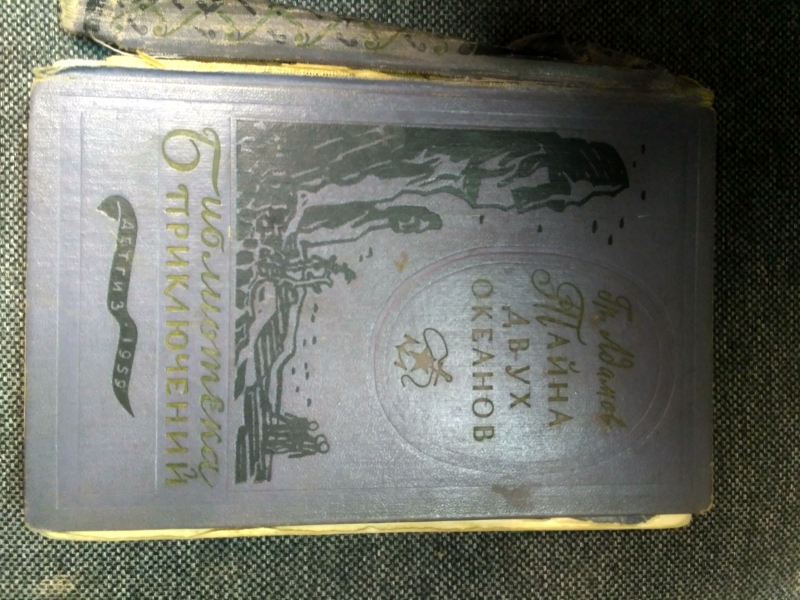 Гр. Адамов
ТАЙНА
ДВУХ
ОКЕАНОВ
Библиотека
ПРИКЛЮЧЕНИЙ
ДЕТГИЗ 1959